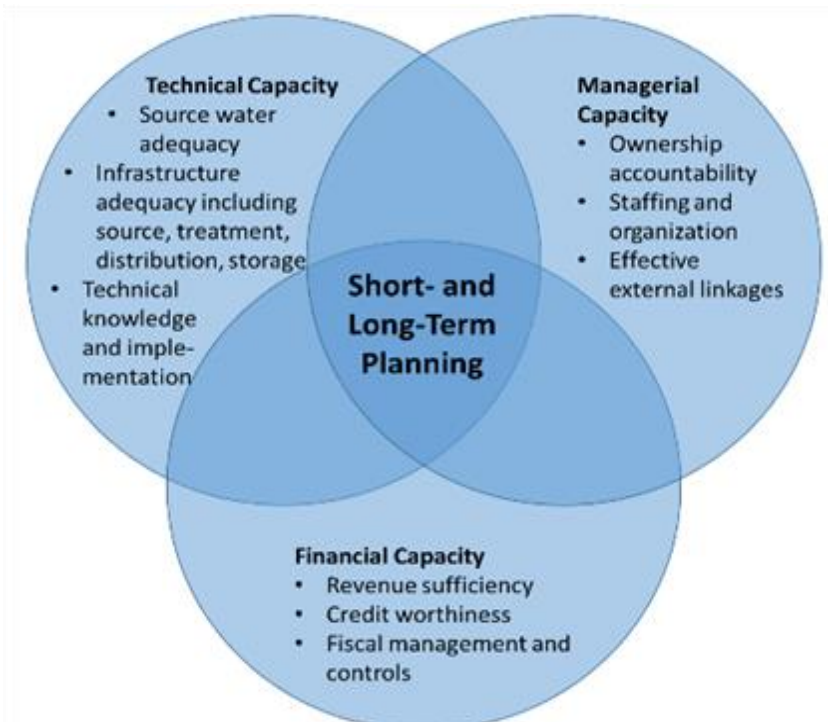 Technical Capacity
• Source water
adequacy
• Infrastructure
adequacy including
source, treatment,
distribution, storage
• Technical
knowledge
and imple-
mentation
Managerial
Capacity
• Ownership
accountability
• Staffing and
organization
• Effective
external linkages
Short- and
Long-Term
Planning
Financial Capacity
• Revenue sufficiency
• Credit worthiness
• Fiscal management and
controls